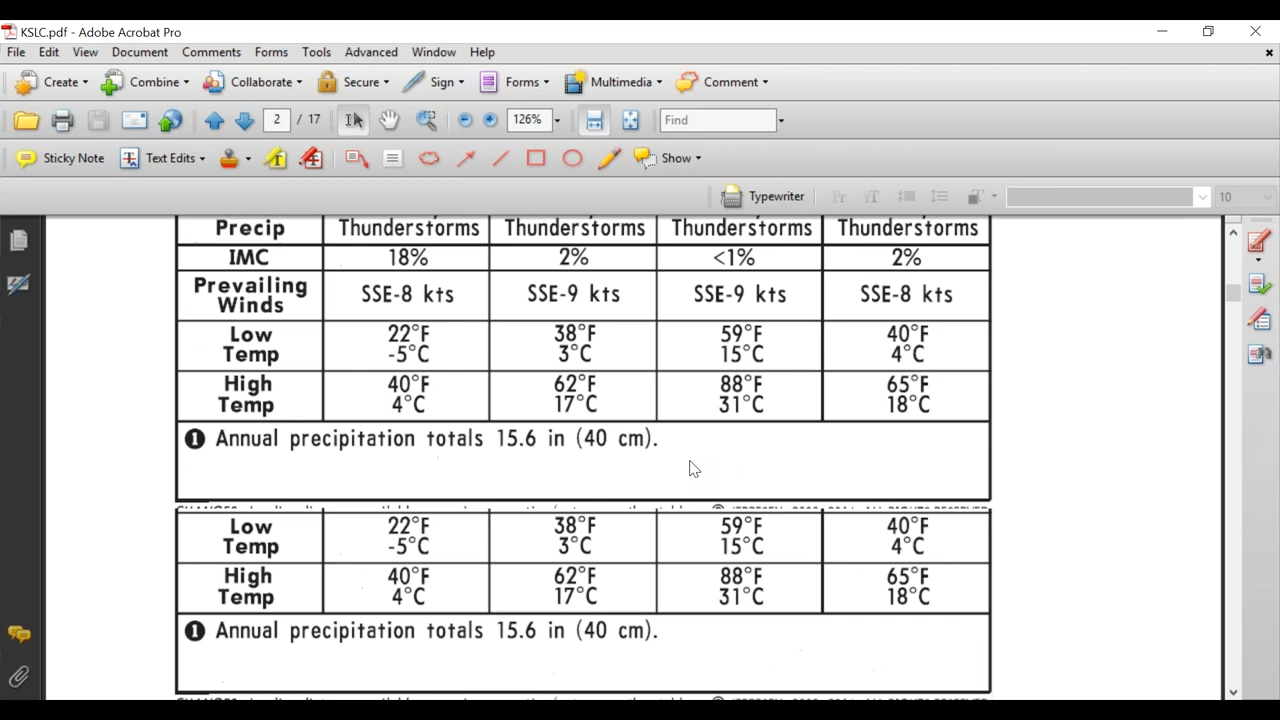 KSLC.pdf - Adobe Acrobat Pro
File Edit View Document Comments Forms Tools Advanced Window Help
Create Combine Collaborate Secure Sign Forms Multimedia Comment
2 / 17 126% Find
Sticky Note Text Edits Show
Typewriter 10
Precip Thunderstorms Thunderstorms Thunderstorms Thunderstorms
IMC 18% 2% <1% 2%
Prevailing
Winds SSE-8 kts SSE-9 kts SSE-9 kts SSE-8 kts
Low 22°F 38°F 59°F 40°F
Temp -5°C 3°C 15°C 4°C
High 40°F 62°F 88°F 65°F
Temp 4°C 17°C 31°C 18°C
❶ Annual precipitation totals 15.6 in (40 cm).
Low 22°F 38°F 59°F 40°F
Temp -5°C 3°C 15°C 4°C
High 40°F 62°F 88°F 65°F
Temp 4°C 17°C 31°C 18°C
❶ Annual precipitation totals 15.6 in (40 cm).